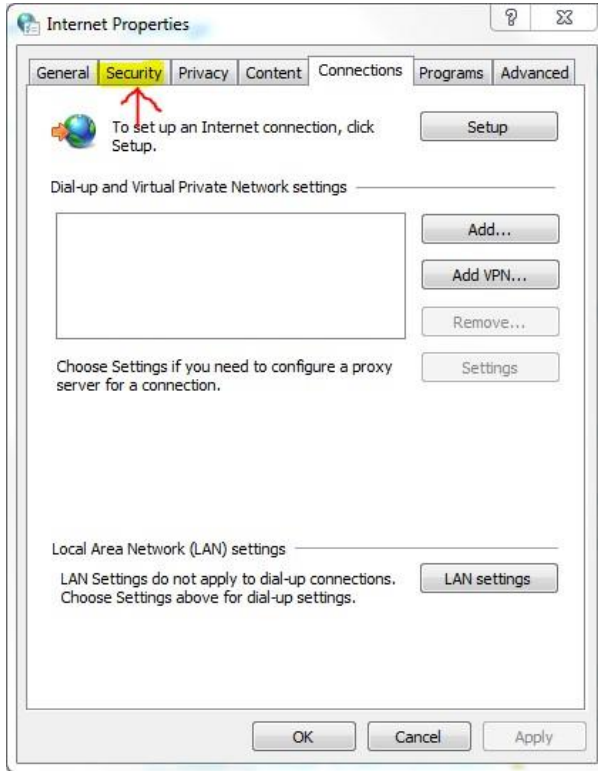 Internet Properties
General Security Privacy Content Connections Programs Advanced
To set up an Internet connection, click
Setup.
Setup
Dial-up and Virtual Private Network settings
Add...
Add VPN...
Remove...
Choose Settings if you need to configure a proxy
server for a connection.
Settings
Local Area Network (LAN) settings
LAN Settings do not apply to dial-up connections.
Choose Settings above for dial-up settings.
LAN settings
OK Cancel Apply